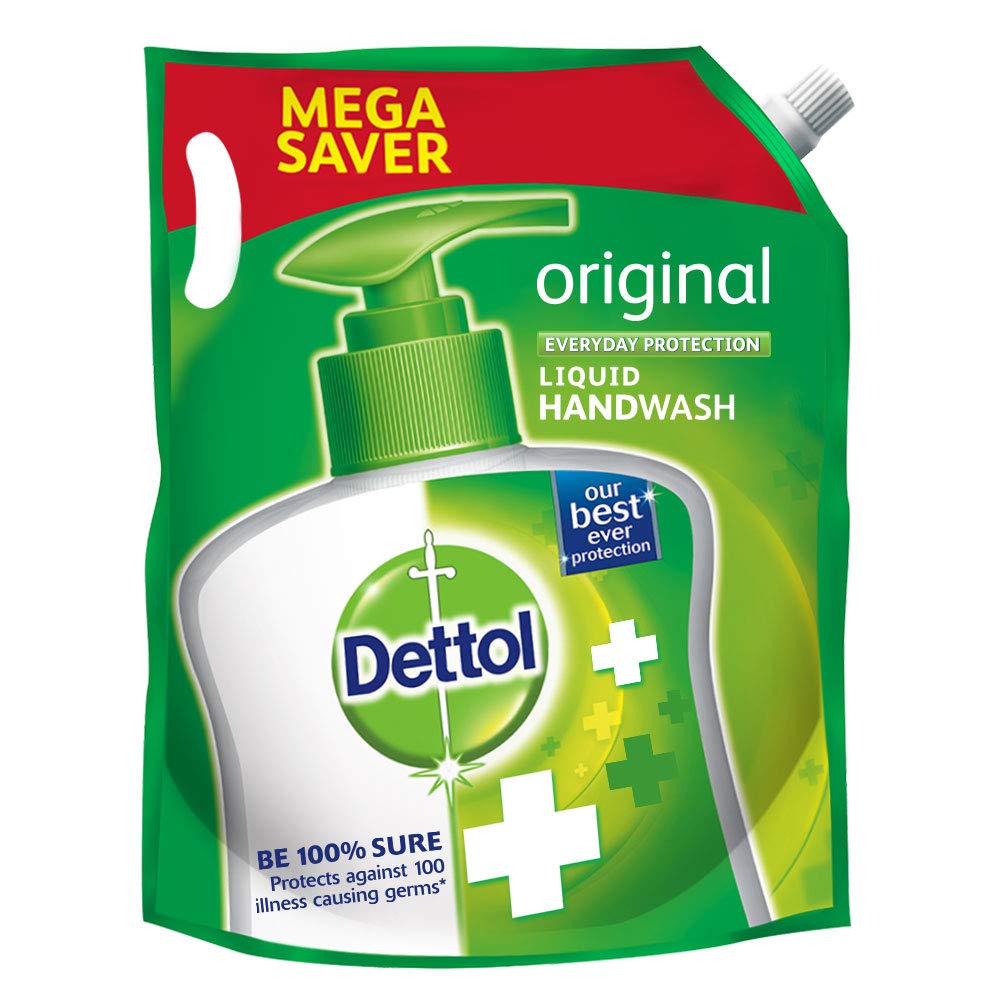 MEGA
SAVER
original
EVERYDAY PROTECTION
LIQUID
HANDWASH
our
best
ever
protection
Dettol
BE 100% SURE
Protects against 100
illness causing germs*